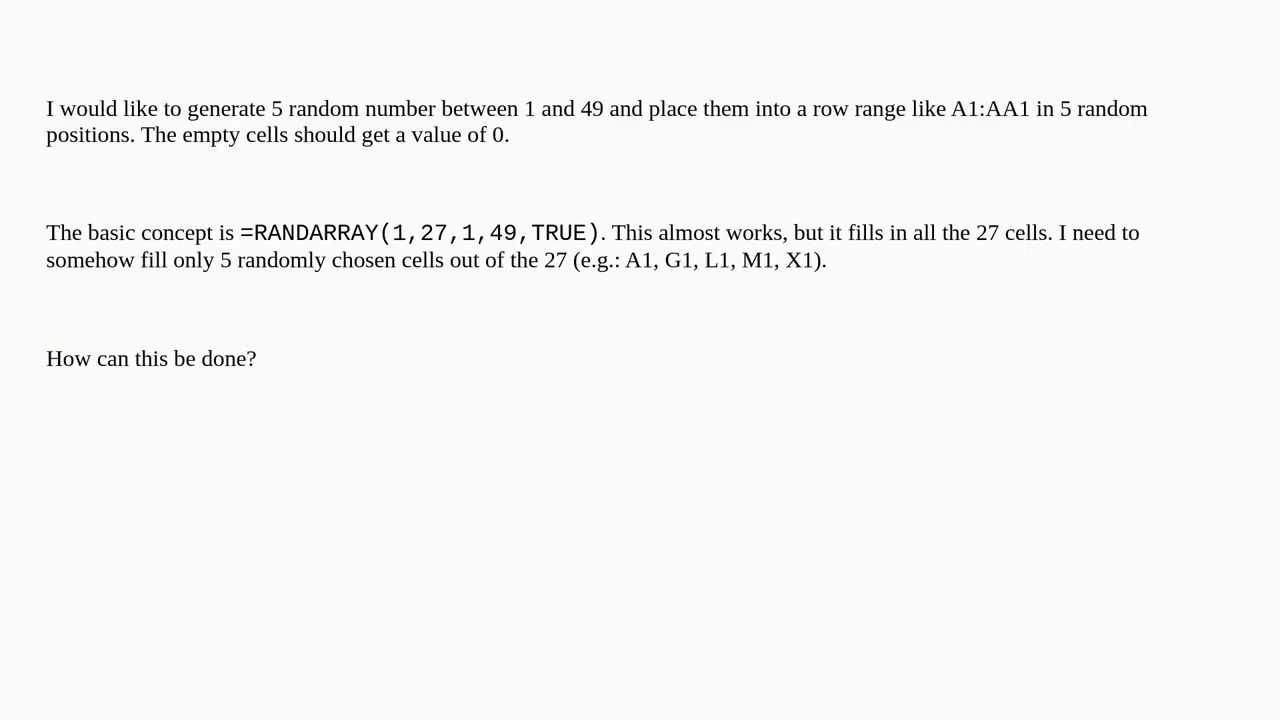 I would like to generate 5 random number between 1 and 49 and place them into a row range like A1:AA1 in 5 random
positions. The empty cells should get a value of 0.
The basic concept is =RANDARRAY(1,27,1,49,TRUE). This almost works, but it fills in all the 27 cells. I need to
somehow fill only 5 randomly chosen cells out of the 27 (e.g.: A1, G1, L1, M1, X1).
How can this be done?